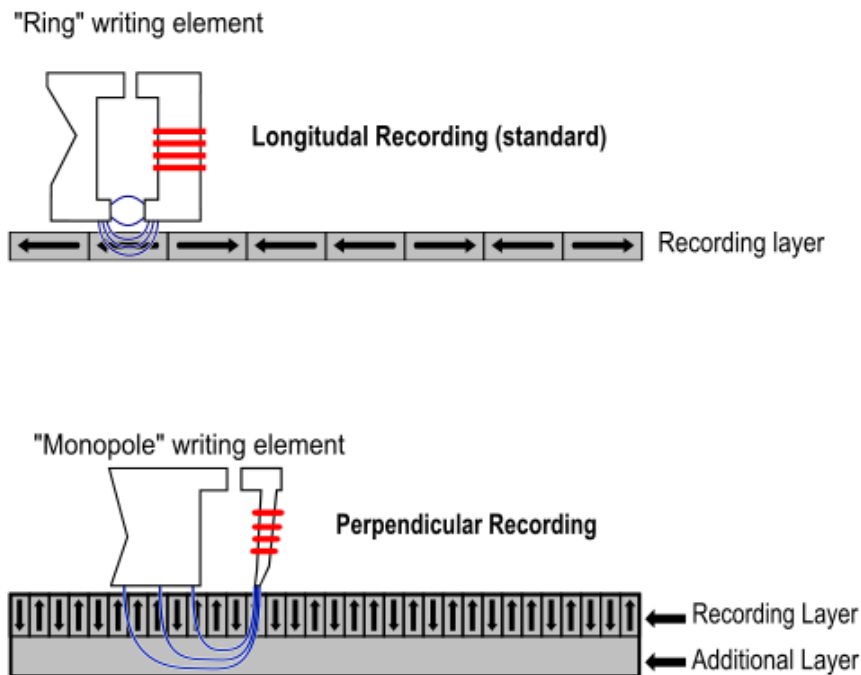 "Ring" writing element
Longitudal Recording (standard)
Recording layer
"Monopole" writing element
Perpendicular Recording
Recording Layer
Additional Layer